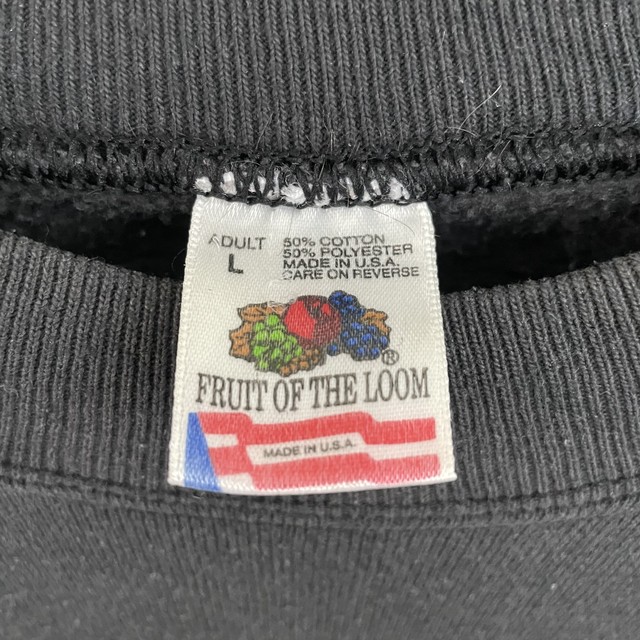 ADULT
L
50% COTTON
50% POLYESTER
MADE IN U.S.A.
CARE ON REVERSE
®
FRUIT OF THE LOOM
MADE IN U.S.A.